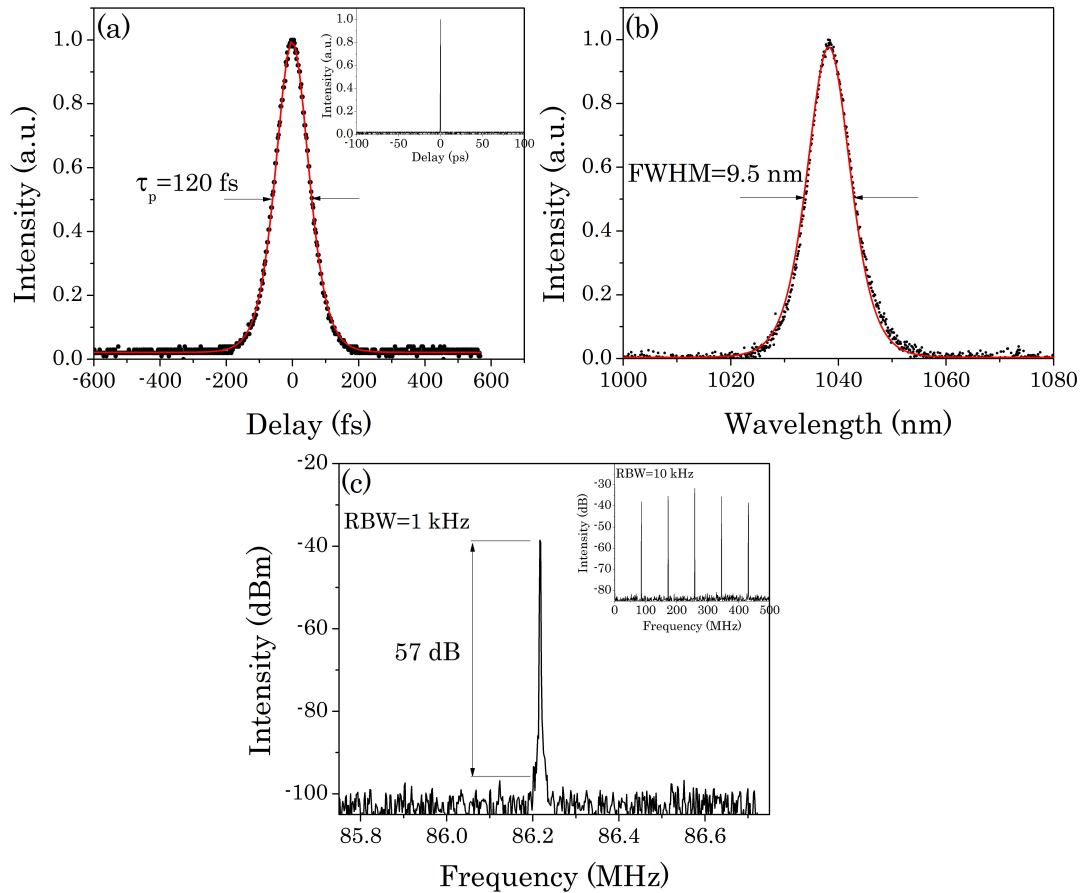 (a)
1.0
0.8
0.6
0.4
0.2
0.0
Intensity (a.u.)
τp=120 fs
-600 -400 -200 0 200 400 600
Delay (fs)
1.0
0.8
0.6
0.4
0.2
0.0
Intensity (a.u.)
-100 -50 0 50 100
Delay (ps)
(b)
1.0
0.8
0.6
0.4
0.2
0.0
Intensity (a.u.)
FWHM=9.5 nm
1000 1020 1040 1060 1080
Wavelength (nm)
(c)
-20
-40
-60
-80
-100
Intensity (dBm)
RBW=1 kHz
57 dB
85.8 86.0 86.2 86.4 86.6
Frequency (MHz)
RBW=10 kHz
-30
-40
-50
-60
-70
-80
Intensity (dB)
0 100 200 300 400 500
Frequency (MHz)